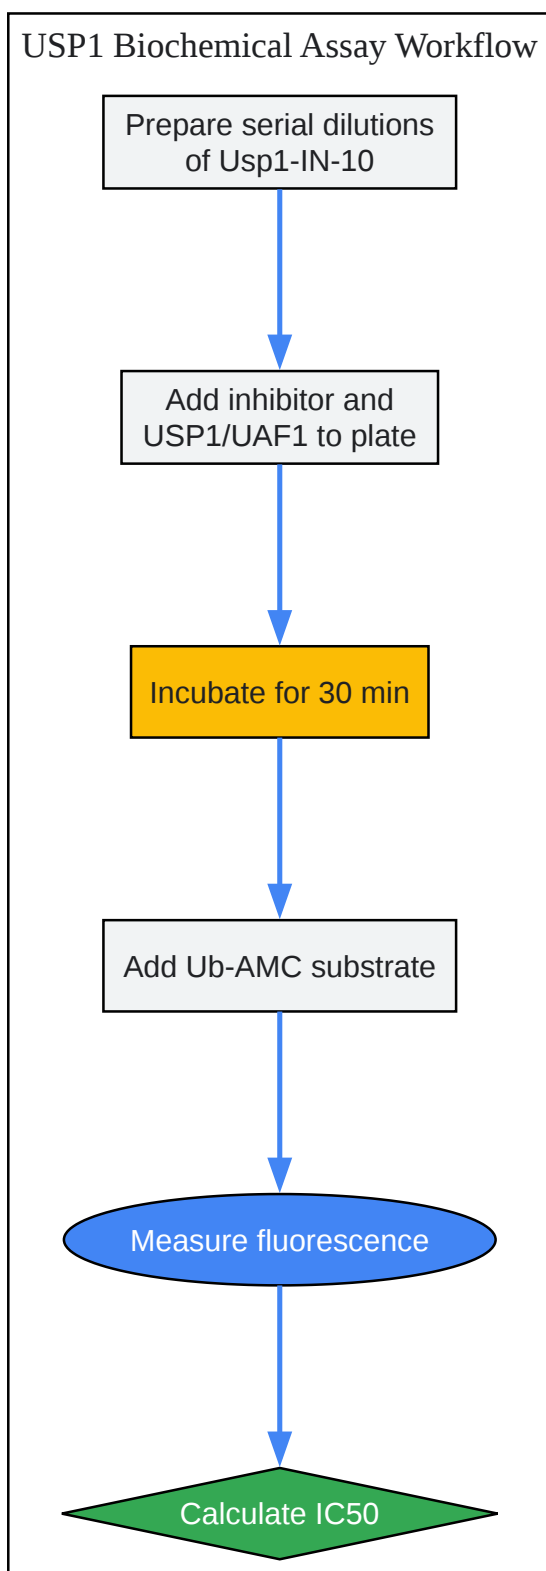 USP1 Biochemical Assay Workflow
Prepare serial dilutions
of Usp1-IN-10
Add inhibitor and
USP1/UAF1 to plate
Incubate for 30 min
Add Ub-AMC substrate
Measure fluorescence
Calculate IC50